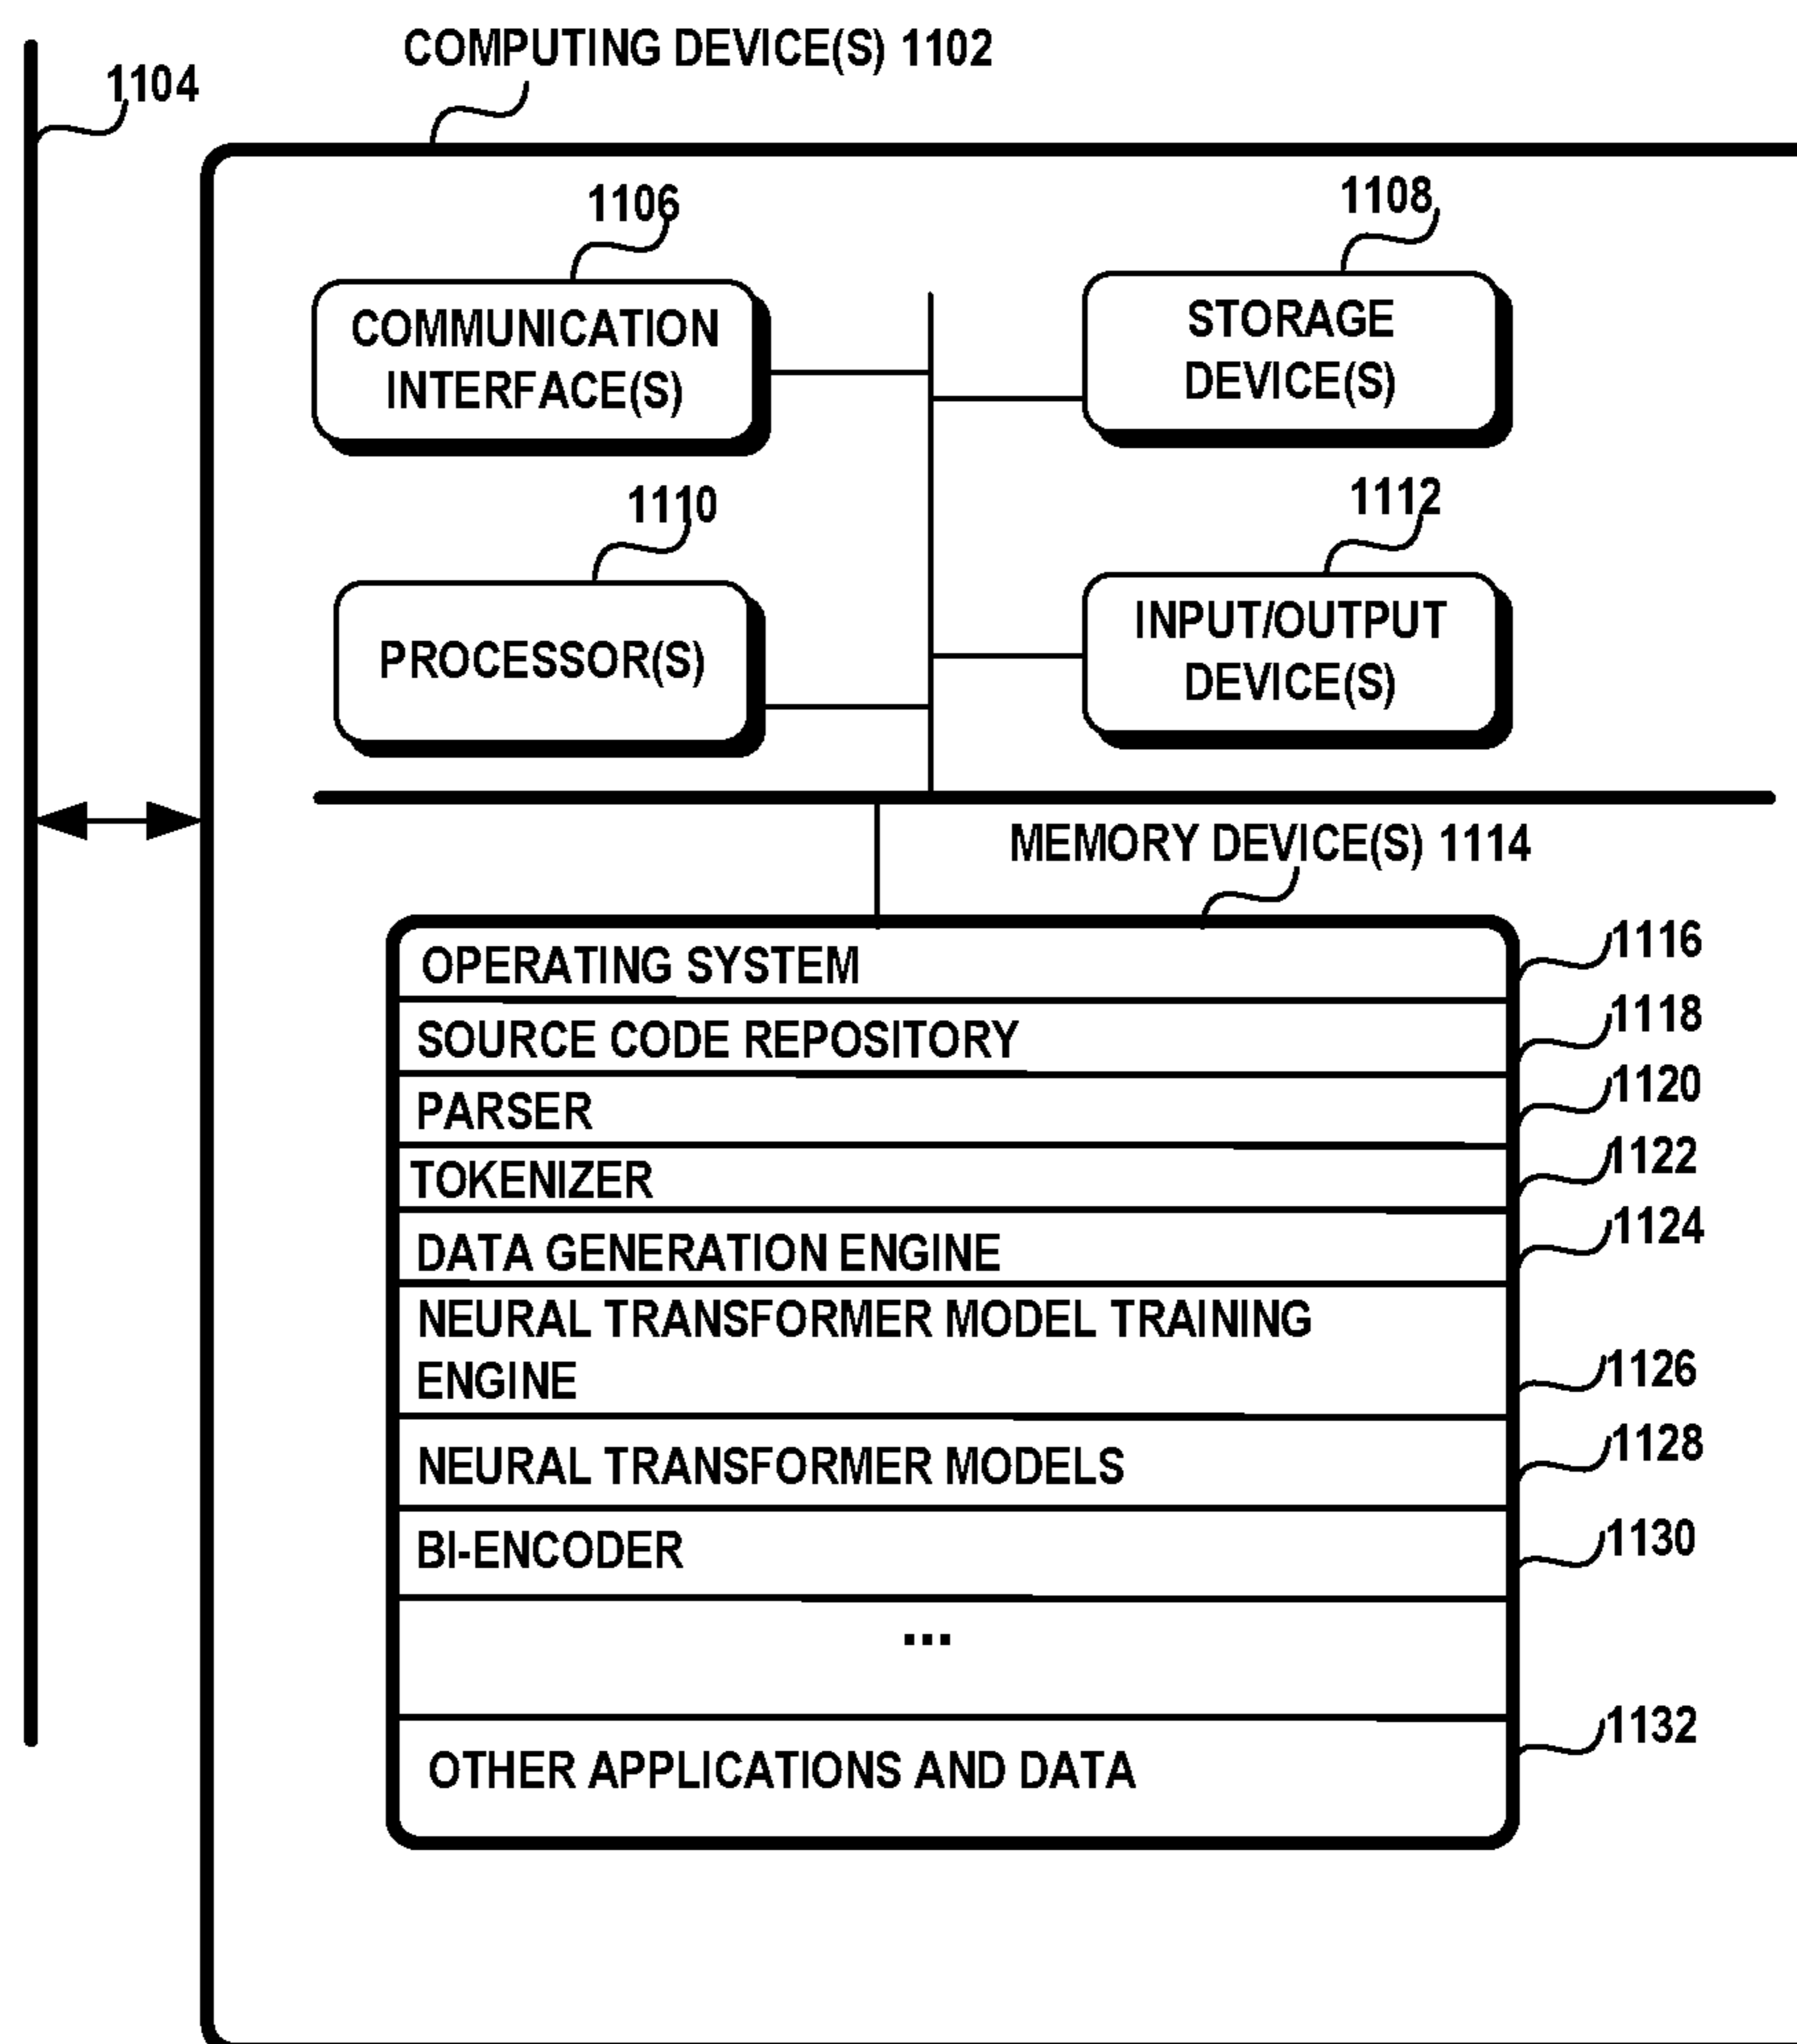 COMPUTING DEVICE(S) 1102
1104
1106
1108
COMMUNICATION
INTERFACE(S)
STORAGE
DEVICE(S)
1110
1112
PROCESSOR(S)
INPUT/OUTPUT
DEVICE(S)
MEMORY DEVICE(S) 1114
OPERATING SYSTEM
1116
SOURCE CODE REPOSITORY
1118
PARSER
1120
TOKENIZER
1122
DATA GENERATION ENGINE
1124
NEURAL TRANSFORMER MODEL TRAINING
ENGINE
1126
NEURAL TRANSFORMER MODELS
1128
BI-ENCODER
1130
...
OTHER APPLICATIONS AND DATA
1132